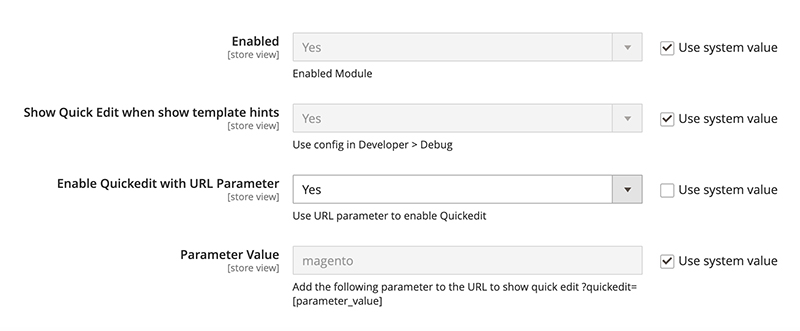 Enabled Yes Use system value
[store view]
Enabled Module
Show Quick Edit when show template hints Yes Use system value
[store view]
Use config in Developer > Debug
Enable Quickedit with URL Parameter Yes Use system value
[store view]
Use URL parameter to enable Quickedit
Parameter Value magento Use system value
[store view]
Add the following parameter to the URL to show quick edit ?quickedit=
[parameter_value]